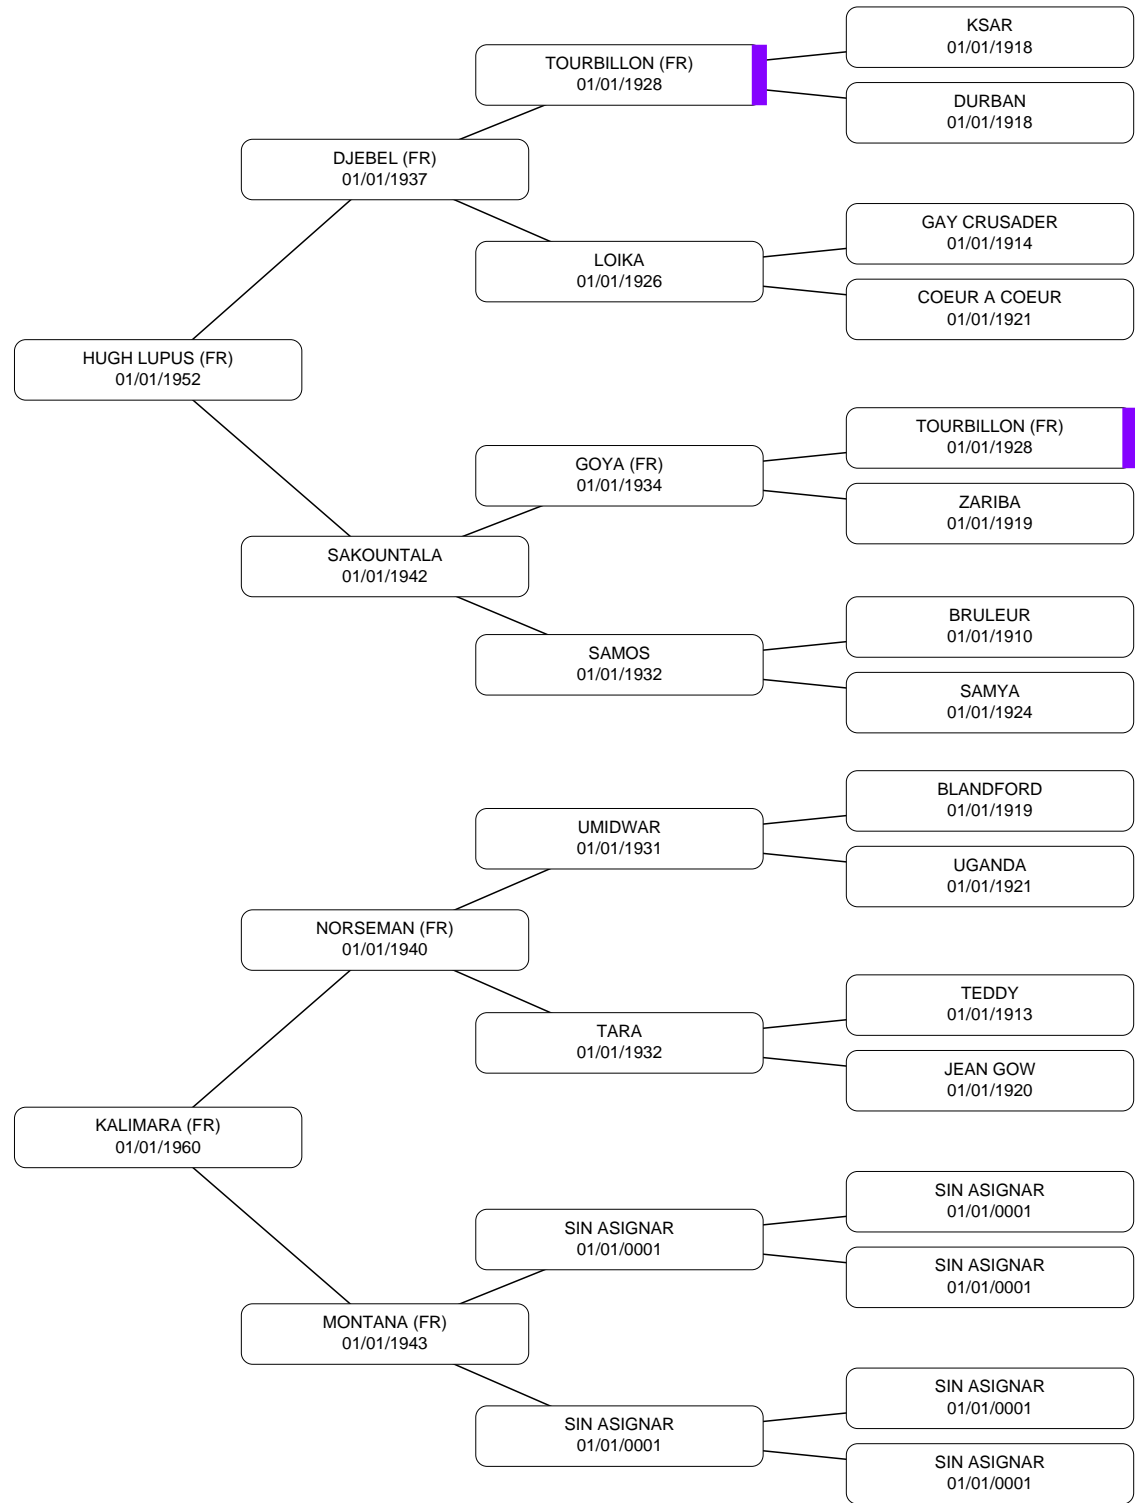 KSAR
01/01/1918
TOURBILLON (FR)
01/01/1928
DURBAN
01/01/1918
DJEBEL (FR)
01/01/1937
GAY CRUSADER
01/01/1914
LOIKA
01/01/1926
COEUR A COEUR
01/01/1921
HUGH LUPUS (FR)
01/01/1952
TOURBILLON (FR)
01/01/1928
GOYA (FR)
01/01/1934
ZARIBA
01/01/1919
SAKOUNTALA
01/01/1942
BRULEUR
01/01/1910
SAMOS
01/01/1932
SAMYA
01/01/1924
BLANDFORD
01/01/1919
UMIDWAR
01/01/1931
UGANDA
01/01/1921
NORSEMAN (FR)
01/01/1940
TEDDY
01/01/1913
TARA
01/01/1932
JEAN GOW
01/01/1920
KALIMARA (FR)
01/01/1960
SIN ASIGNAR
01/01/0001
SIN ASIGNAR
01/01/0001
SIN ASIGNAR
01/01/0001
MONTANA (FR)
01/01/1943
SIN ASIGNAR
01/01/0001
SIN ASIGNAR
01/01/0001
SIN ASIGNAR
01/01/0001